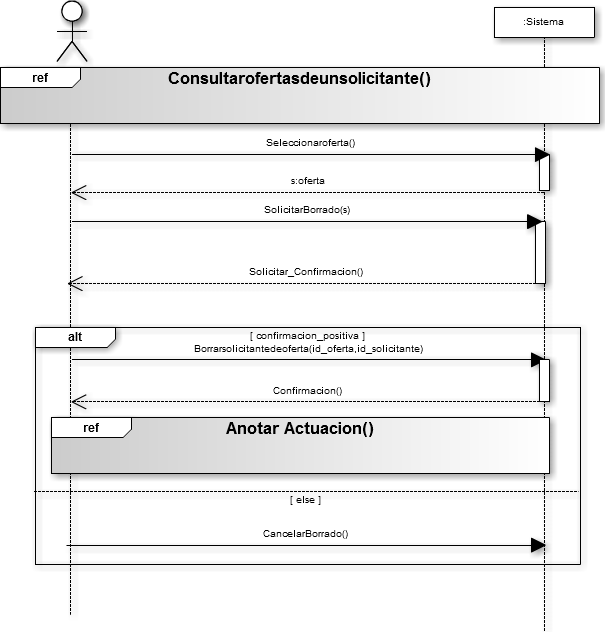 :Sistema
ref
Consultarofertasdeunsolicitante()
Seleccionaroferta()
s:oferta
SolicitarBorrado(s)
Solicitar_Confirmacion()
alt
[ confirmacion_positiva ]
Borrarsolicitantedeoferta(id_oferta,id_solicitante)
Confirmacion()
ref
Anotar Actuacion()
[ else ]
CancelarBorrado()